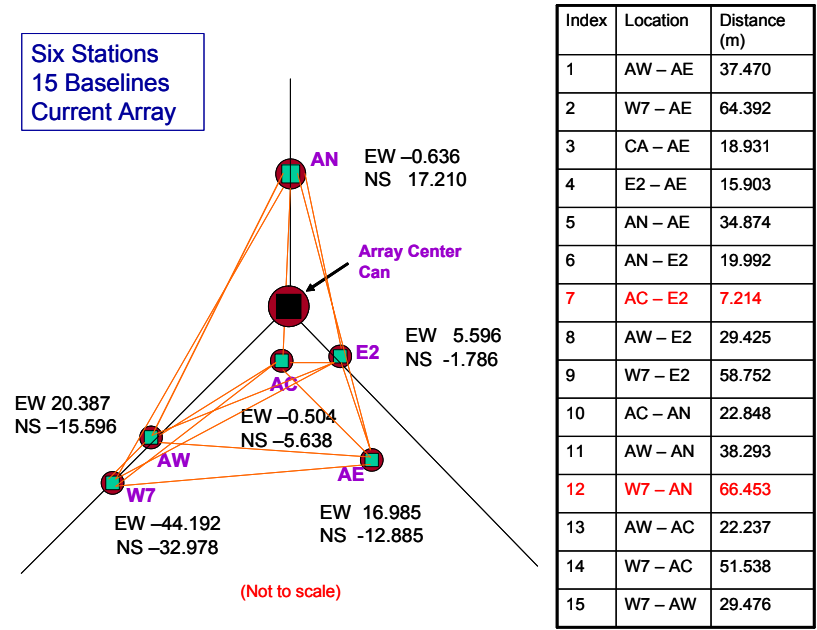 Six Stations
15 Baselines
Current Array
AN
EW –0.636
NS 17.210
Array Center
Can
EW 5.596
NS -1.786
E2
AC
EW –0.504
NS –5.638
EW 20.387
NS –15.596
AW
W7
EW –44.192
NS –32.978
AE
EW 16.985
NS -12.885
(Not to scale)
Index Location Distance
(m)
1 AW – AE 37.470
2 W7 – AE 64.392
3 CA – AE 18.931
4 E2 – AE 15.903
5 AN – AE 34.874
6 AN – E2 19.992
7 AC – E2 7.214
8 AW – E2 29.425
9 W7 – E2 58.752
10 AC – AN 22.848
11 AW – AN 38.293
12 W7 – AN 66.453
13 AW – AC 22.237
14 W7 – AC 51.538
15 W7 – AW 29.476